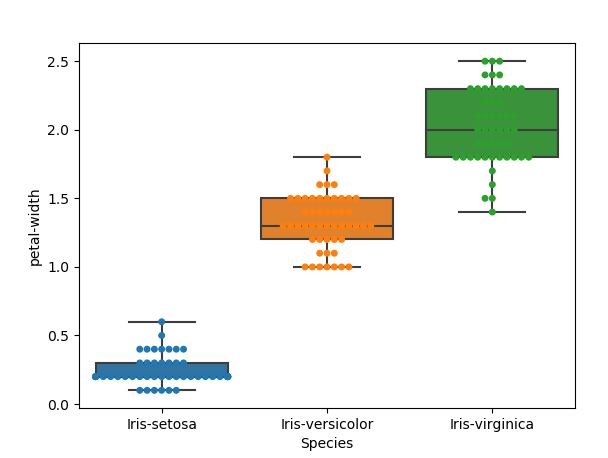 2.5
2.0
1.5
1.0
0.5
0.0
petal-width
Iris-setosa
Iris-versicolor
Iris-virginica
Species